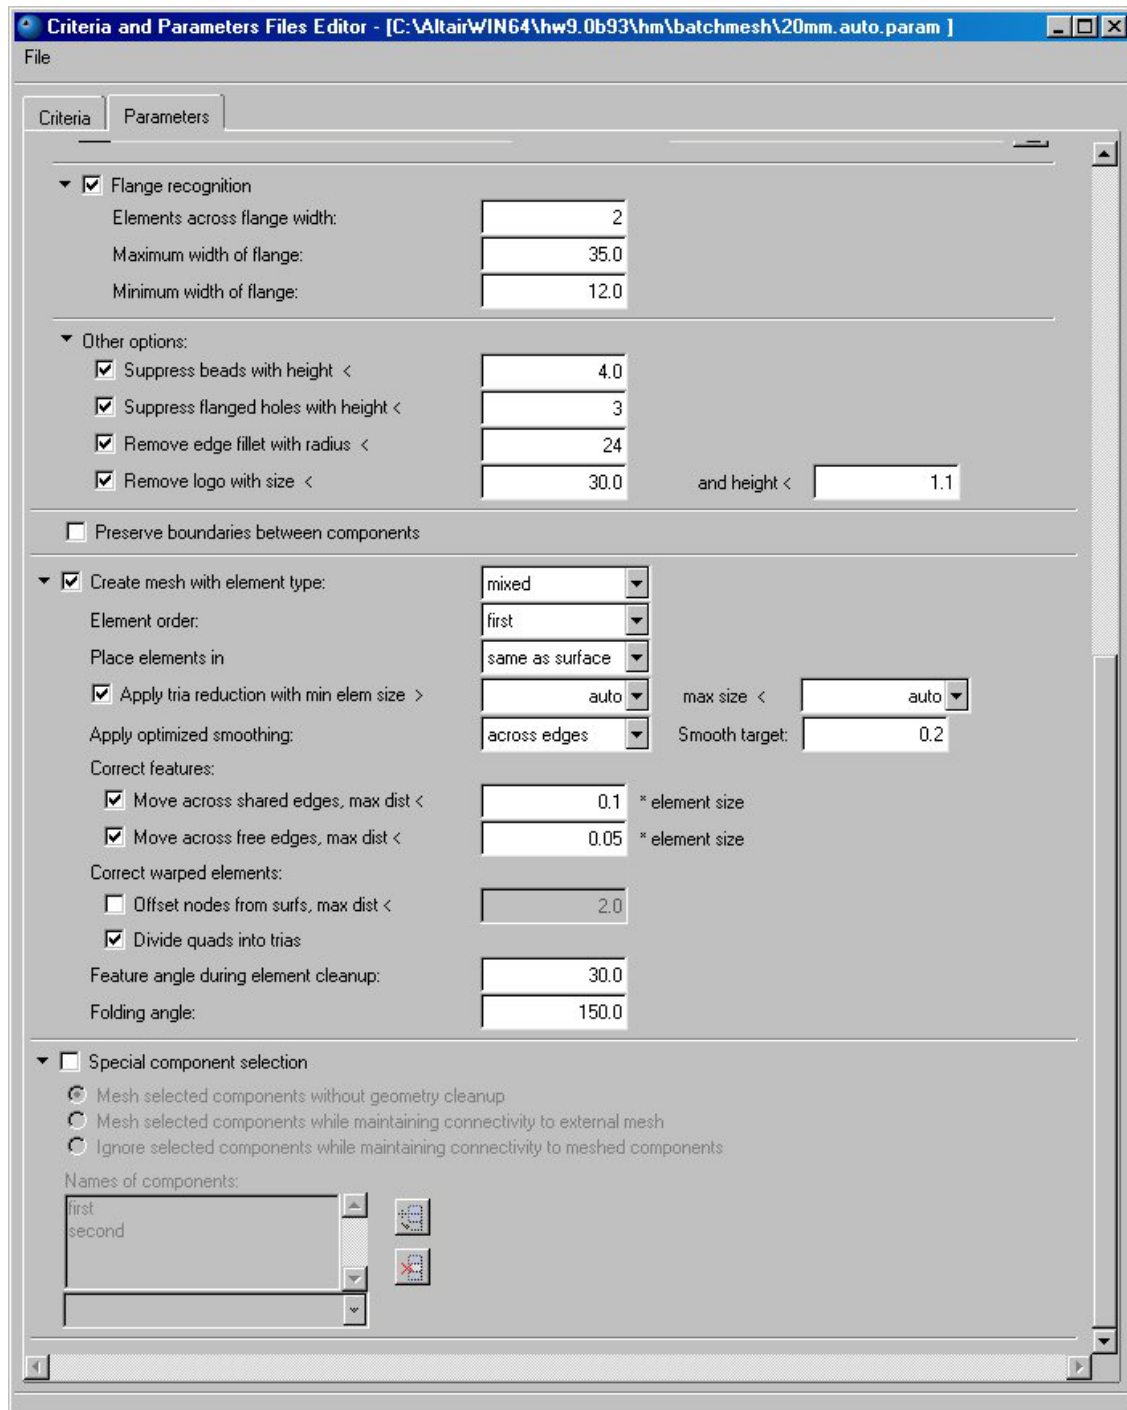 Criteria and Parameters Files Editor - [C:\AltairWIN64\hw9.0b93\hm\batchmesh\20mm.auto.param ]
File
Criteria Parameters
Flange recognition
Elements across flange width: 2
Maximum width of flange: 35.0
Minimum width of flange: 12.0
Other options:
Suppress beads with height < 4.0
Suppress flanged holes with height < 3
Remove edge fillet with radius < 24
Remove logo with size < 30.0 and height < 1.1
Preserve boundaries between components
Create mesh with element type: mixed
Element order: first
Place elements in same as surface
Apply tria reduction with min elem size > auto max size < auto
Apply optimized smoothing: across edges Smooth target: 0.2
Correct features:
Move across shared edges, max dist < 0.1 * element size
Move across free edges, max dist < 0.05 * element size
Correct warped elements:
Offset nodes from surfs, max dist < 2.0
Divide quads into trias
Feature angle during element cleanup: 30.0
Folding angle: 150.0
Special component selection
Mesh selected components without geometry cleanup
Mesh selected components while maintaining connectivity to external mesh
Ignore selected components while maintaining connectivity to meshed components
Names of components:
first
second